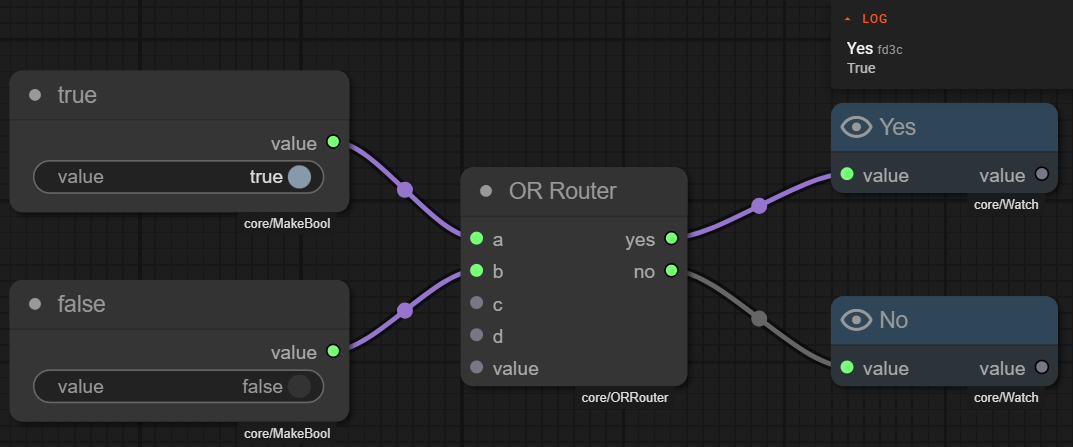 LOG
Yes fd3c
True
true
value
value true
core/MakeBool
false
value
value false
core/MakeBool
OR Router
a yes
b no
c
d
value
core/ORRouter
Yes
value value
core/Watch
No
value value
core/Watch